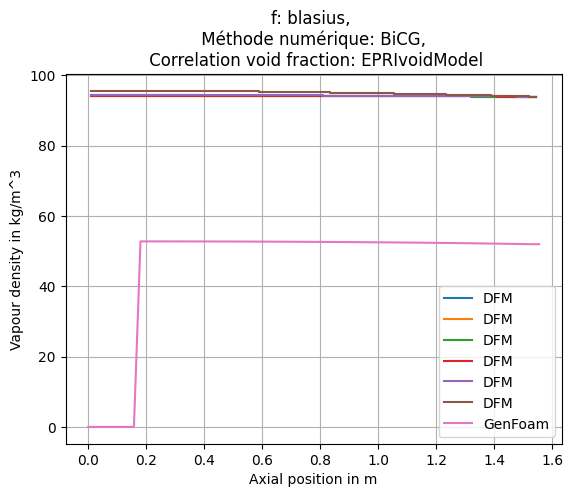 f: blasius,
Méthode numérique: BiCG,
Correlation void fraction: EPRIvoidModel
Vapour density in kg/m^3
100
80
60
40
20
0
0.0 0.2 0.4 0.6 0.8 1.0 1.2 1.4 1.6
Axial position in m
DFM
DFM
DFM
DFM
DFM
DFM
GenFoam